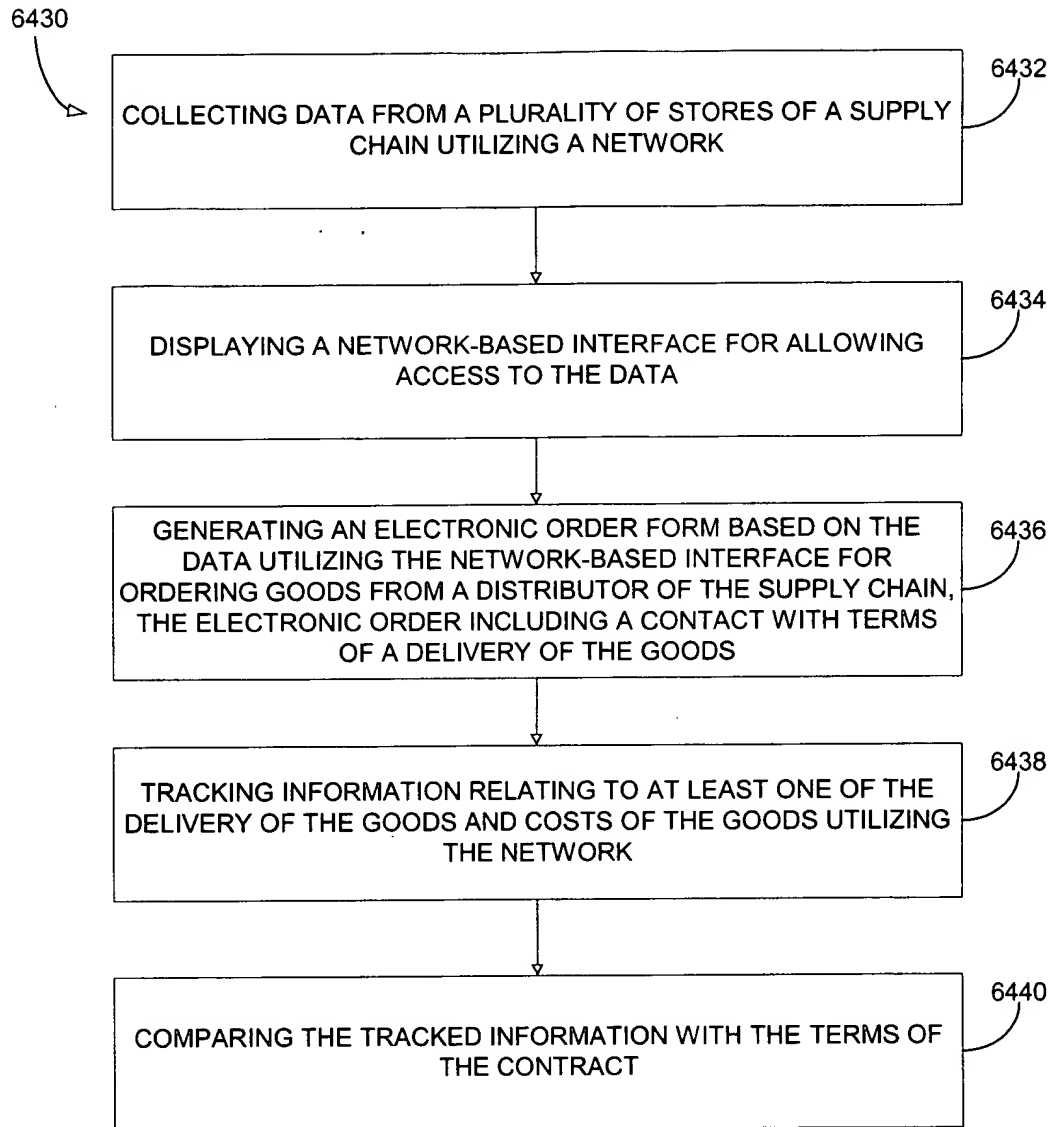 6430
6432
COLLECTING DATA FROM A PLURALITY OF STORES OF A SUPPLY
CHAIN UTILIZING A NETWORK
6434
DISPLAYING A NETWORK-BASED INTERFACE FOR ALLOWING
ACCESS TO THE DATA
6436
GENERATING AN ELECTRONIC ORDER FORM BASED ON THE
DATA UTILIZING THE NETWORK-BASED INTERFACE FOR
ORDERING GOODS FROM A DISTRIBUTOR OF THE SUPPLY CHAIN,
THE ELECTRONIC ORDER INCLUDING A CONTACT WITH TERMS
OF A DELIVERY OF THE GOODS
6438
TRACKING INFORMATION RELATING TO AT LEAST ONE OF THE
DELIVERY OF THE GOODS AND COSTS OF THE GOODS UTILIZING
THE NETWORK
6440
COMPARING THE TRACKED INFORMATION WITH THE TERMS OF
THE CONTRACT